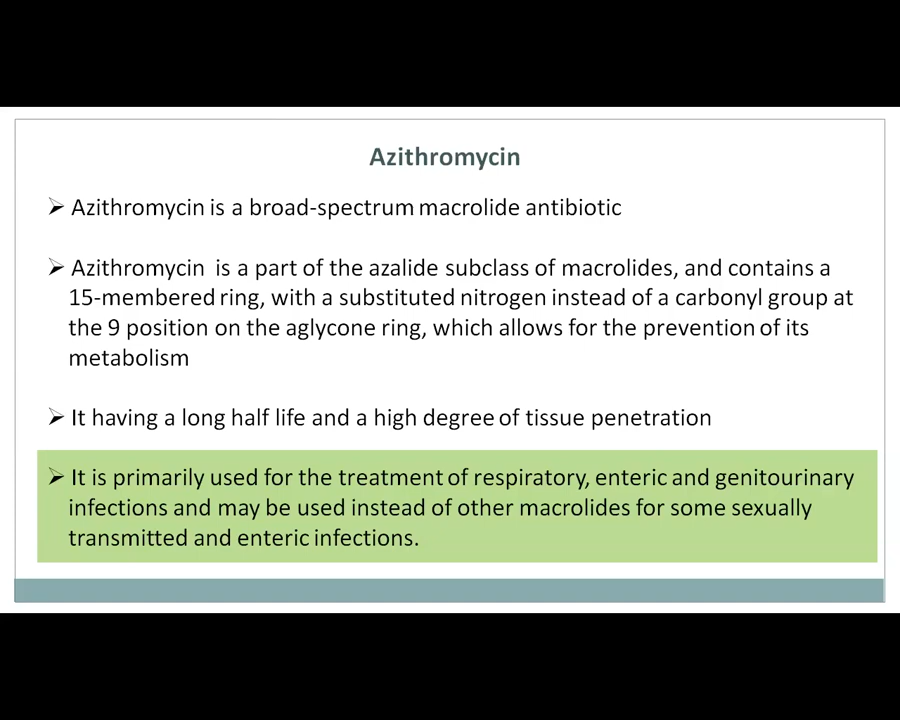 Azithromycin
➢ Azithromycin is a broad-spectrum macrolide antibiotic
➢ Azithromycin is a part of the azalide subclass of macrolides, and contains a
15-membered ring, with a substituted nitrogen instead of a carbonyl group at
the 9 position on the aglycone ring, which allows for the prevention of its
metabolism
➢ It having a long half life and a high degree of tissue penetration
➢ It is primarily used for the treatment of respiratory, enteric and genitourinary
infections and may be used instead of other macrolides for some sexually
transmitted and enteric infections.